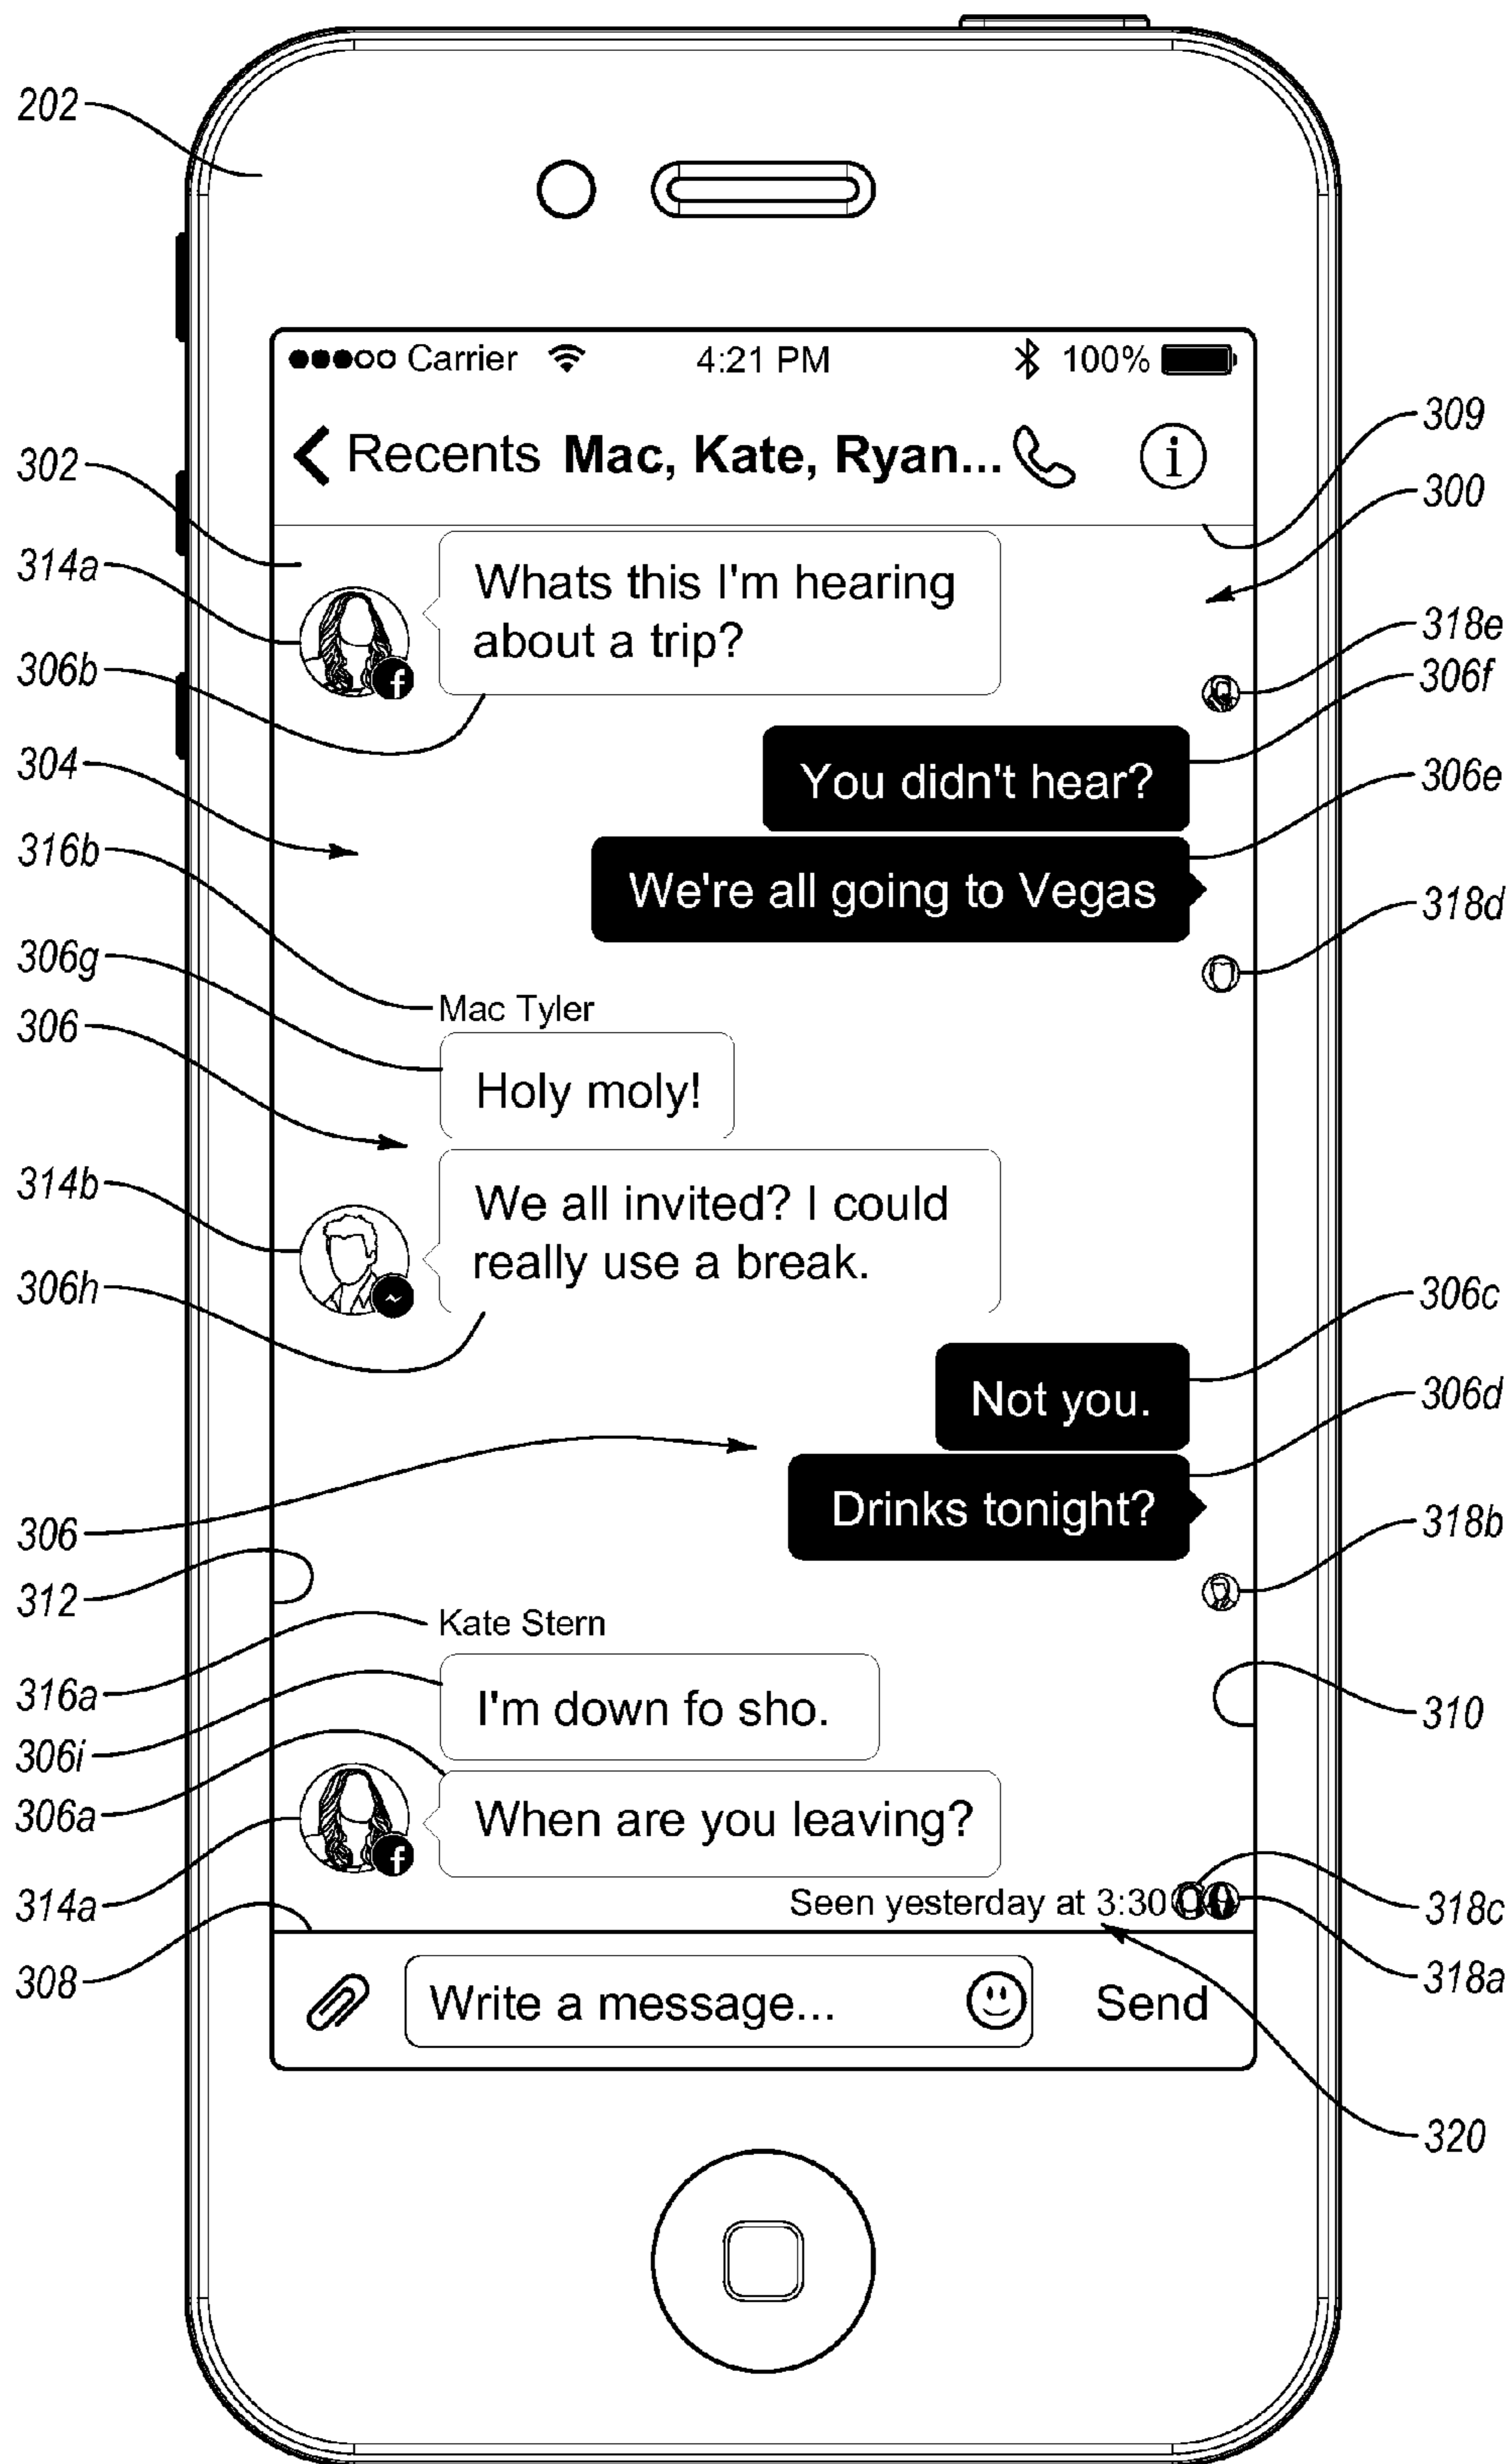 202
Carrier 4:21 PM 100%
309
302
Recents Mac, Kate, Ryan...
300
314a
Whats this I'm hearing
about a trip?
318e
306b
306f
304
You didn't hear?
306e
316b
We're all going to Vegas
318d
306g
Mac Tyler
306
Holy moly!
314b
We all invited? I could
really use a break.
306h
306c
Not you.
306d
306
Drinks tonight?
318b
312
Kate Stern
316a
I'm down fo sho.
310
306i
306a
When are you leaving?
f
314a
Seen yesterday at 3:30
318c
308
318a
Write a message... Send
320